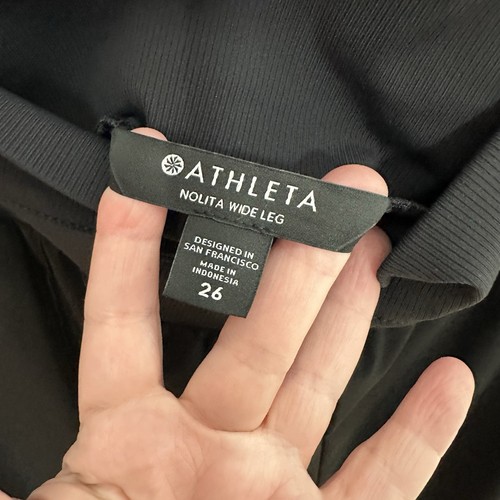 ATHLETA
NOLITA WIDE LEG
DESIGNED IN
SAN FRANCISCO
MADE IN
INDONESIA
26